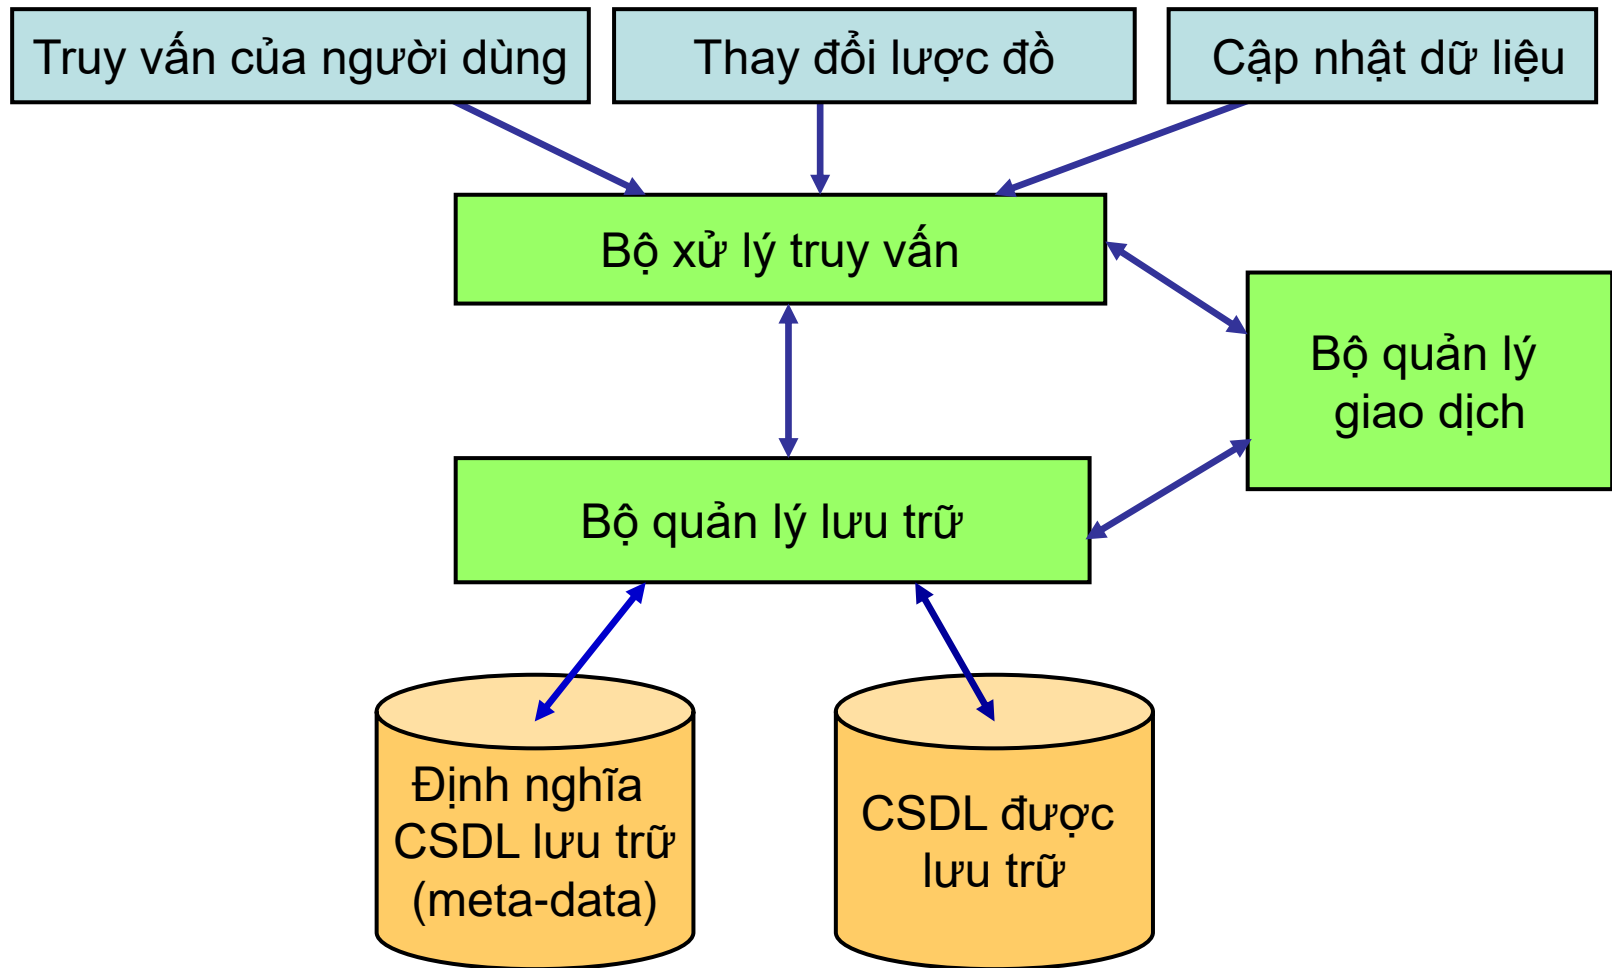 Truy vấn của người dùng
Thay đổi lược đồ
Cập nhật dữ liệu
Bộ xử lý truy vấn
Bộ quản lý
giao dịch
Bộ quản lý lưu trữ
Định nghĩa
CSDL lưu trữ
(meta-data)
CSDL được
lưu trữ